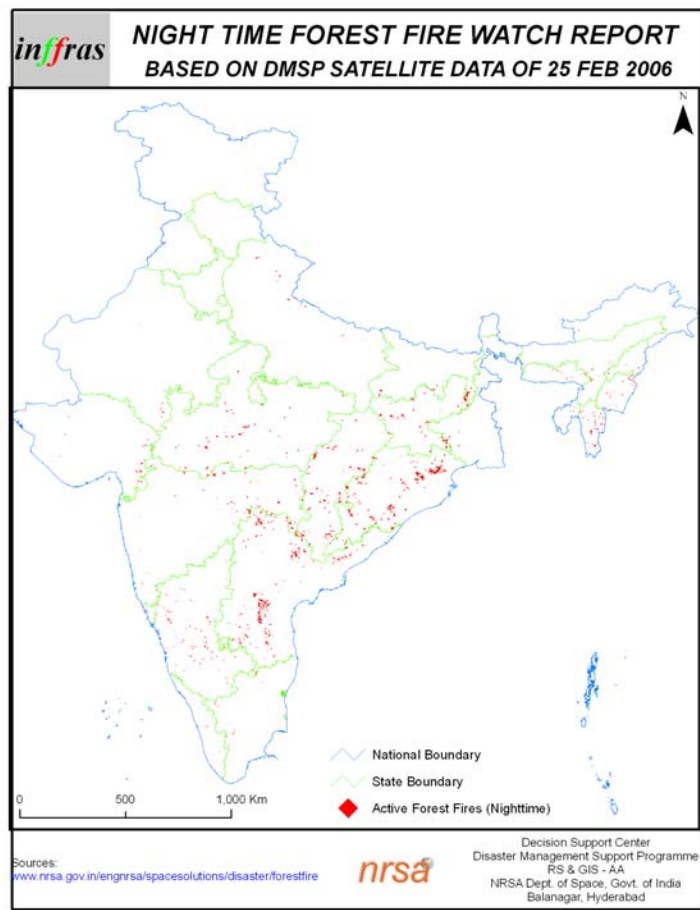 inffras
NIGHT TIME FOREST FIRE WATCH REPORT
BASED ON DMSP SATELLITE DATA OF 25 FEB 2006
N
National Boundary
State Boundary
Active Forest Fires (Nighttime)
0 500 1,000 Km
Sources:
www.nrsa.gov.in/engnrsa/spacesolutions/disaster/forestfire
nrsa
Decision Support Center
Disaster Management Support Programme
RS & GIS - AA
NRSA Dept. of Space, Govt. of India
Balanagar, Hyderabad